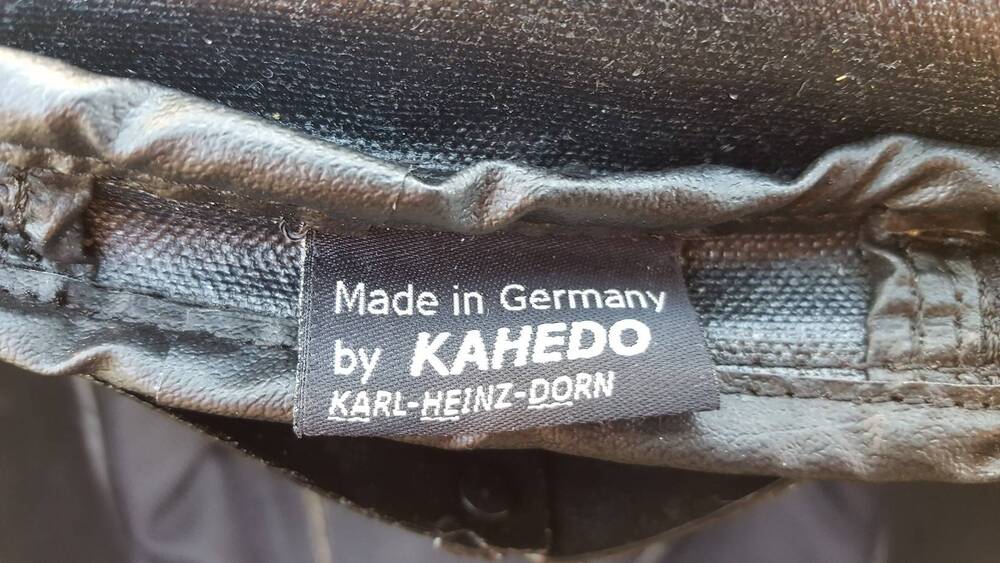 Made in Germany
by KAHEDO
KARL-HEINZ-DORN